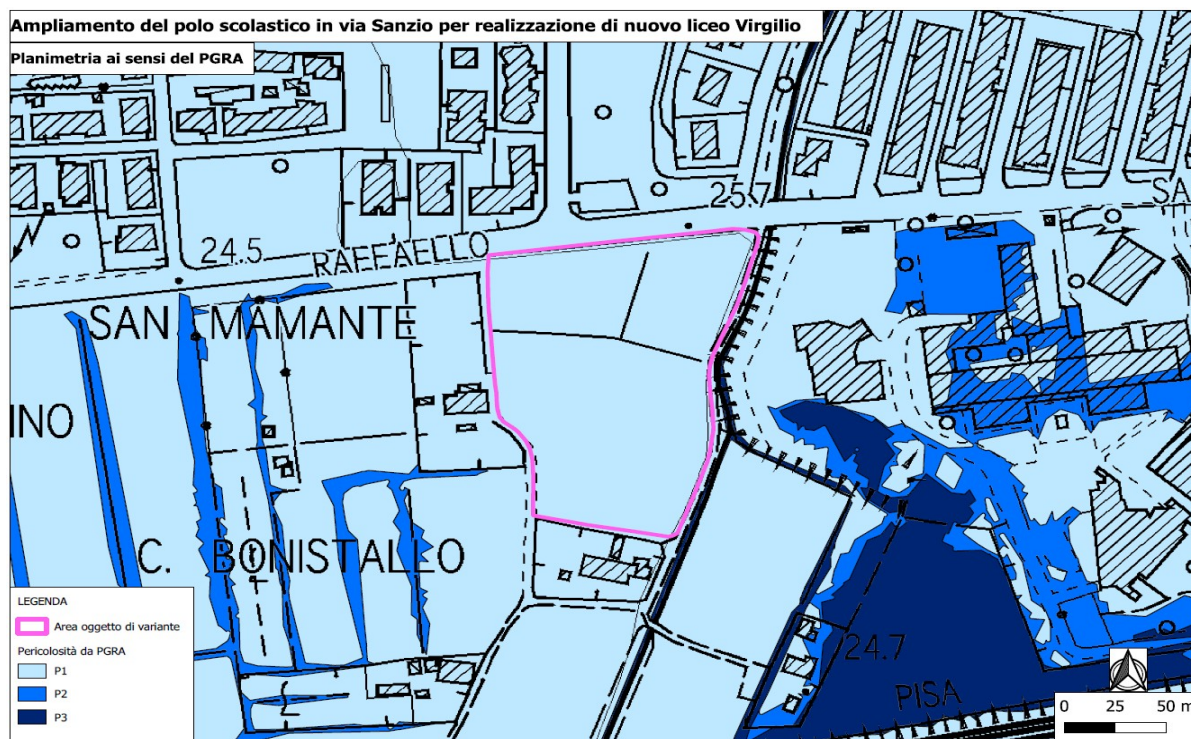 Ampliamento del polo scolastico in via Sanzio per realizzazione di nuovo liceo Virgilio
Planimetria ai sensi del PGRA
25.7
SA
24.5
RAFFAELLO
SAN MAMANTE
INO
C. BONISTALLO
24.7
PISA
LEGENDA
Area oggetto di variante
Pericolosità da PGRA
P1
P2
P3
0 25 50 m